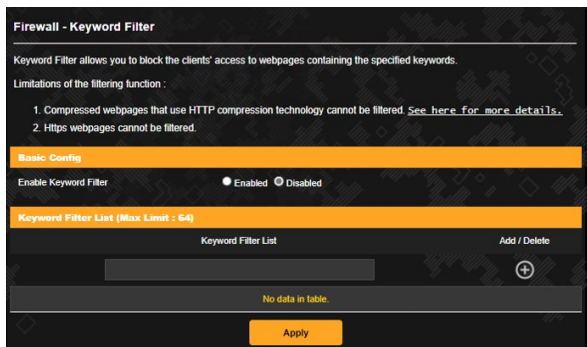 Firewall - Keyword Filter
Keyword Filter allows you to block the clients' access to webpages containing the specified keywords.
Limitations of the filtering function :
1. Compressed webpages that use HTTP compression technology cannot be filtered. See here for more details.
2. Https webpages cannot be filtered.
Basic Config
Enable Keyword Filter Enabled Disabled
Keyword Filter List (Max Limit : 64)
Keyword Filter List Add / Delete
No data in table.
Apply